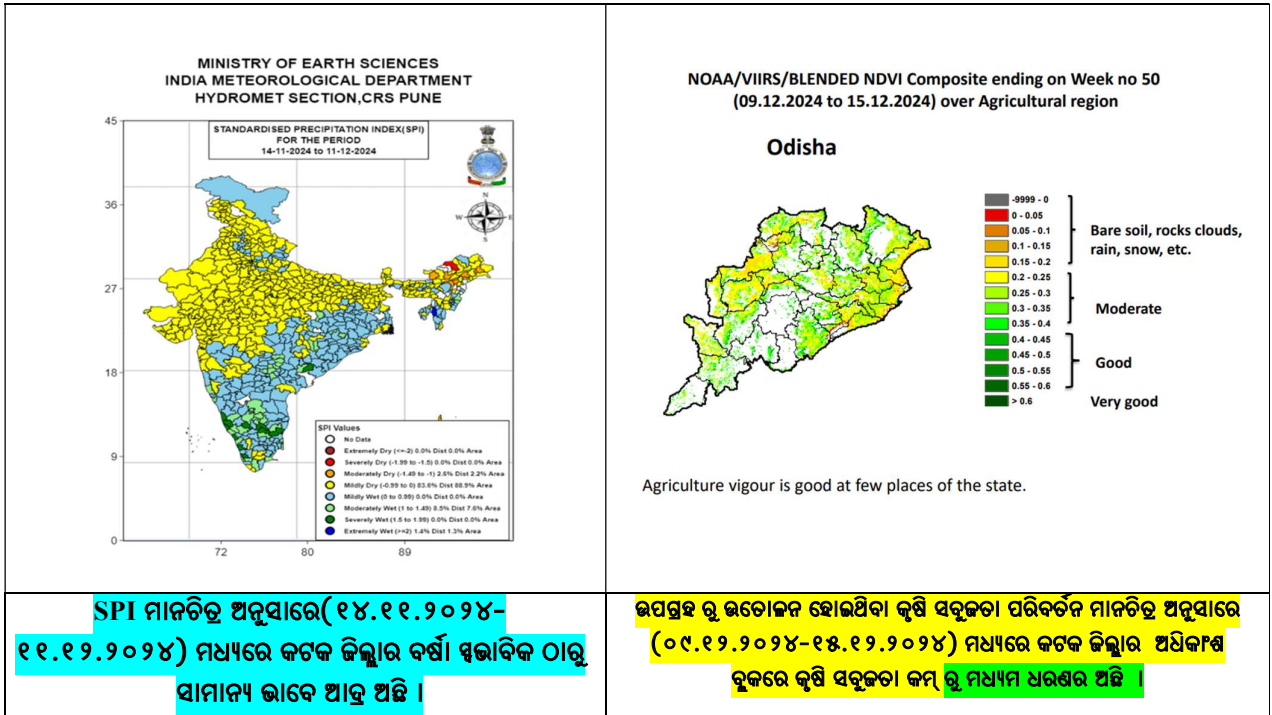 MINISTRY OF EARTH SCIENCES
INDIA METEOROLOGICAL DEPARTMENT
HYDROMET SECTION,CRS PUNE
STANDARDISED PRECIPITATION INDEX(SPI)
FOR THE PERIOD
14-11-2024 to 11-12-2024
45
36
27
18
9
0
72
80
89
N
W
E
S
SPI Values
No Data
Extremely Dry (<=-2) 0.0% Dist 0.0% Area
Severely Dry (-1.99 to -1.5) 0.0% Dist 0.0% Area
Moderately Dry (-1.49 to -1) 2.6% Dist 2.2% Area
Mildly Dry (-0.99 to 0) 83.6% Dist 88.9% Area
Mildly Wet (0 to 0.99) 0.0% Dist 0.0% Area
Moderately Wet (1 to 1.49) 8.5% Dist 7.6% Area
Severely Wet (1.5 to 1.99) 0.0% Dist 0.0% Area
Extremely Wet (>=2) 1.4% Dist 1.3% Area
SPI ମାନଚିତ୍ର ଅନୁସାରେ(୧୪.୧୧.୨୦୨୪-
୧୧.୧୨.୨୦୨୪) ମଧ୍ୟରେ କଟକ ଜିଲ୍ଲାର ବର୍ଷା ସ୍ୱଭାବିକ ଠାରୁ
ସାମାନ୍ୟ ଭାବେ ଆଦ୍ର ଅଛି ।
NOAA/VIIRS/BLENDED NDVI Composite ending on Week no 50
(09.12.2024 to 15.12.2024) over Agricultural region
Odisha
-9999 - 0
0 - 0.05
0.05 - 0.1
0.1 - 0.15
0.15 - 0.2
0.2 - 0.25
0.25 - 0.3
0.3 - 0.35
0.35 - 0.4
0.4 - 0.45
0.45 - 0.5
0.5 - 0.55
0.55 - 0.6
> 0.6
Bare soil, rocks clouds,
rain, snow, etc.
Moderate
Good
Very good
Agriculture vigour is good at few places of the state.
ଉପଗ୍ରହ ରୁ ଉତୋଳନ ହୋଇଥିବା କୃଷି ସବୁଜତା ପରିବର୍ତନ ମାନଚିତ୍ର ଅନୁସାରେ
(୦୯.୧୨.୨୦୨୪-୧୫.୧୨.୨୦୨୪) ମଧ୍ୟରେ କଟକ ଜିଲ୍ଲାର ଅଧିକାଂଶ
ବ୍ଲକରେ କୃଷି ସବୁଜତା କମ୍ ରୁ ମଧ୍ୟମ ଧରଣର ଅଛି ।